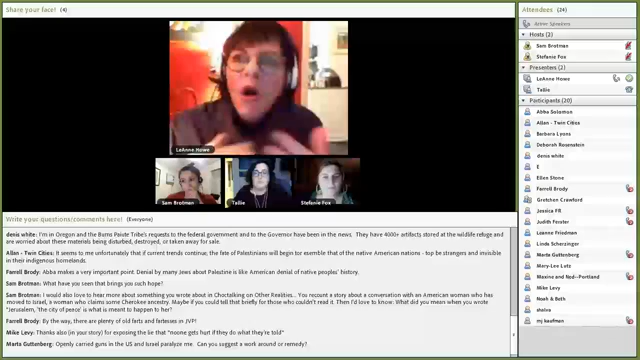 Share your face! (4)
LeAnne Howe
Sam Brotman
Tallie
Stefanie Fox
Write your questions/comments here! (Everyone)
denis white: I'm in Oregon and the Burns Paiute Tribe's requests to the federal government and to the Governor have been in the news. They have 4000+ artifacts stored at the wildlife refuge and
are worried about these materials being disturbed, destroyed, or taken away for sale.
Allan - Twin Cities: It seems to me unfortunately that if current trends continue, the fate of Palestinians will begin tor esemble that of the native American nations - top be strangers and invisible in
their indigenous homelands.
Farrell Brody: Abba makes a very important point. Denial by many Jews about Palestine is like American denial of native peoples' history,
Sam Brotman: What have you seen that brings you such hope?
Sam Brotman: I would also love to hear more about something you wrote about in Choctalking on Other Realities.. You recount a story about a conversation with an American woman who has
moved to Israel, a woman who claims some Cherokee ancestry. Maybe if you could tell that briefly for those who couldn't read it. Then I'd love to know: What did you mean when you wrote
"Jerusalem, 'the city of peace' is what is meant to happen to her?
Farrell Brody: By the way, there are plenty of old farts and fartesses in JVP!
Mike Levy: Thanks also (in your story) for exposing the lie that "noone gets hurt if they do what they're told"
Marta Guttenberg: Openly carried guns in the US and Israel paralyze me. Can you suggest a work around or remedy?
Attendees (24)
Active Speakers
Hosts (2)
Sam Brotman
Stefanie Fox
Presenters (2)
LeAnne Howe
Tallie
Participants (20)
Abba Solomon
Allan - Twin Cities
Barbara Lyons
Deborah Rosenstein
denis white
E
Ellen Stone
Farrell Brody
Gretchen Crawford
Jessica FR
Judith Ferster
Loanne Friedman
Linda Scherzinger
Marta Guttenberg
Mary-Lee Lutz
Maxine and Ned--Portland
Mike Levy
Noah & Beth
shalva
mj kaufman